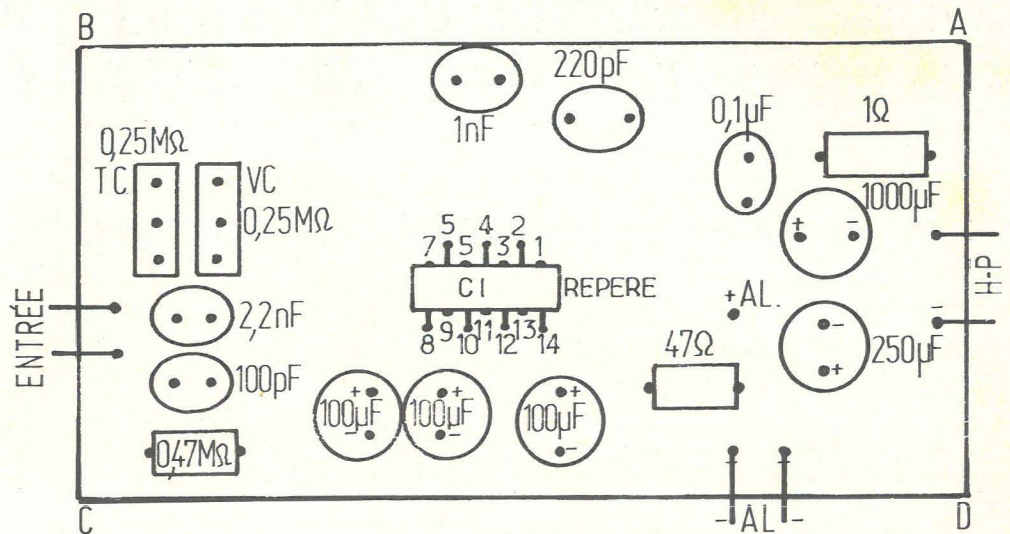 B
A
220pF
1nF
0,1µF
1Ω
0,25MΩ
TC
VC
0,25MΩ
1000µF
+ -
5 4 2
7 5 3 1
CI
REPERE
ENTRÉE
2,2nF
+AL.
-
H-P
9 11 13
8 10 12 14
100pF
47Ω
-
250µF
+
+ + +
100µF 100µF 100µF
- - -
0,47MΩ
- AL -
C
D